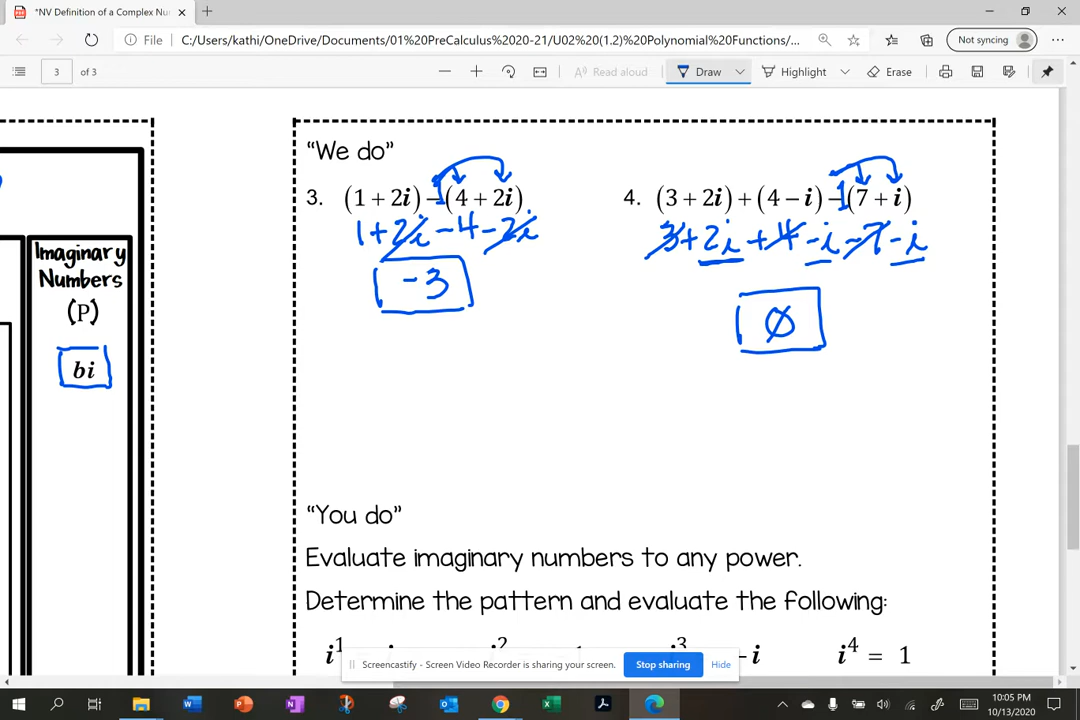 *NV Definition of a Complex Nu
File C:/Users/kathi/OneDrive/Documents/01%20PreCalculus%2020-21/U02%20(1.2)%20Polynomial%20Functions/... Not syncing
3 of 3 Read aloud Draw Highlight Erase
"We do"
3. (1 + 2i) − 1(4 + 2i)
1 + 2i − 4 − 2i
−3
4. (3 + 2i) + (4 − i) − 1(7 + i)
3 + 2i + 4 − i − 7 − i
0
Imaginary
Numbers
(P)
bi
"You do"
Evaluate imaginary numbers to any power.
Determine the pattern and evaluate the following:
i⁴ = 1
Screencastify - Screen Video Recorder is sharing your screen. Stop sharing Hide
10:05 PM
10/13/2020